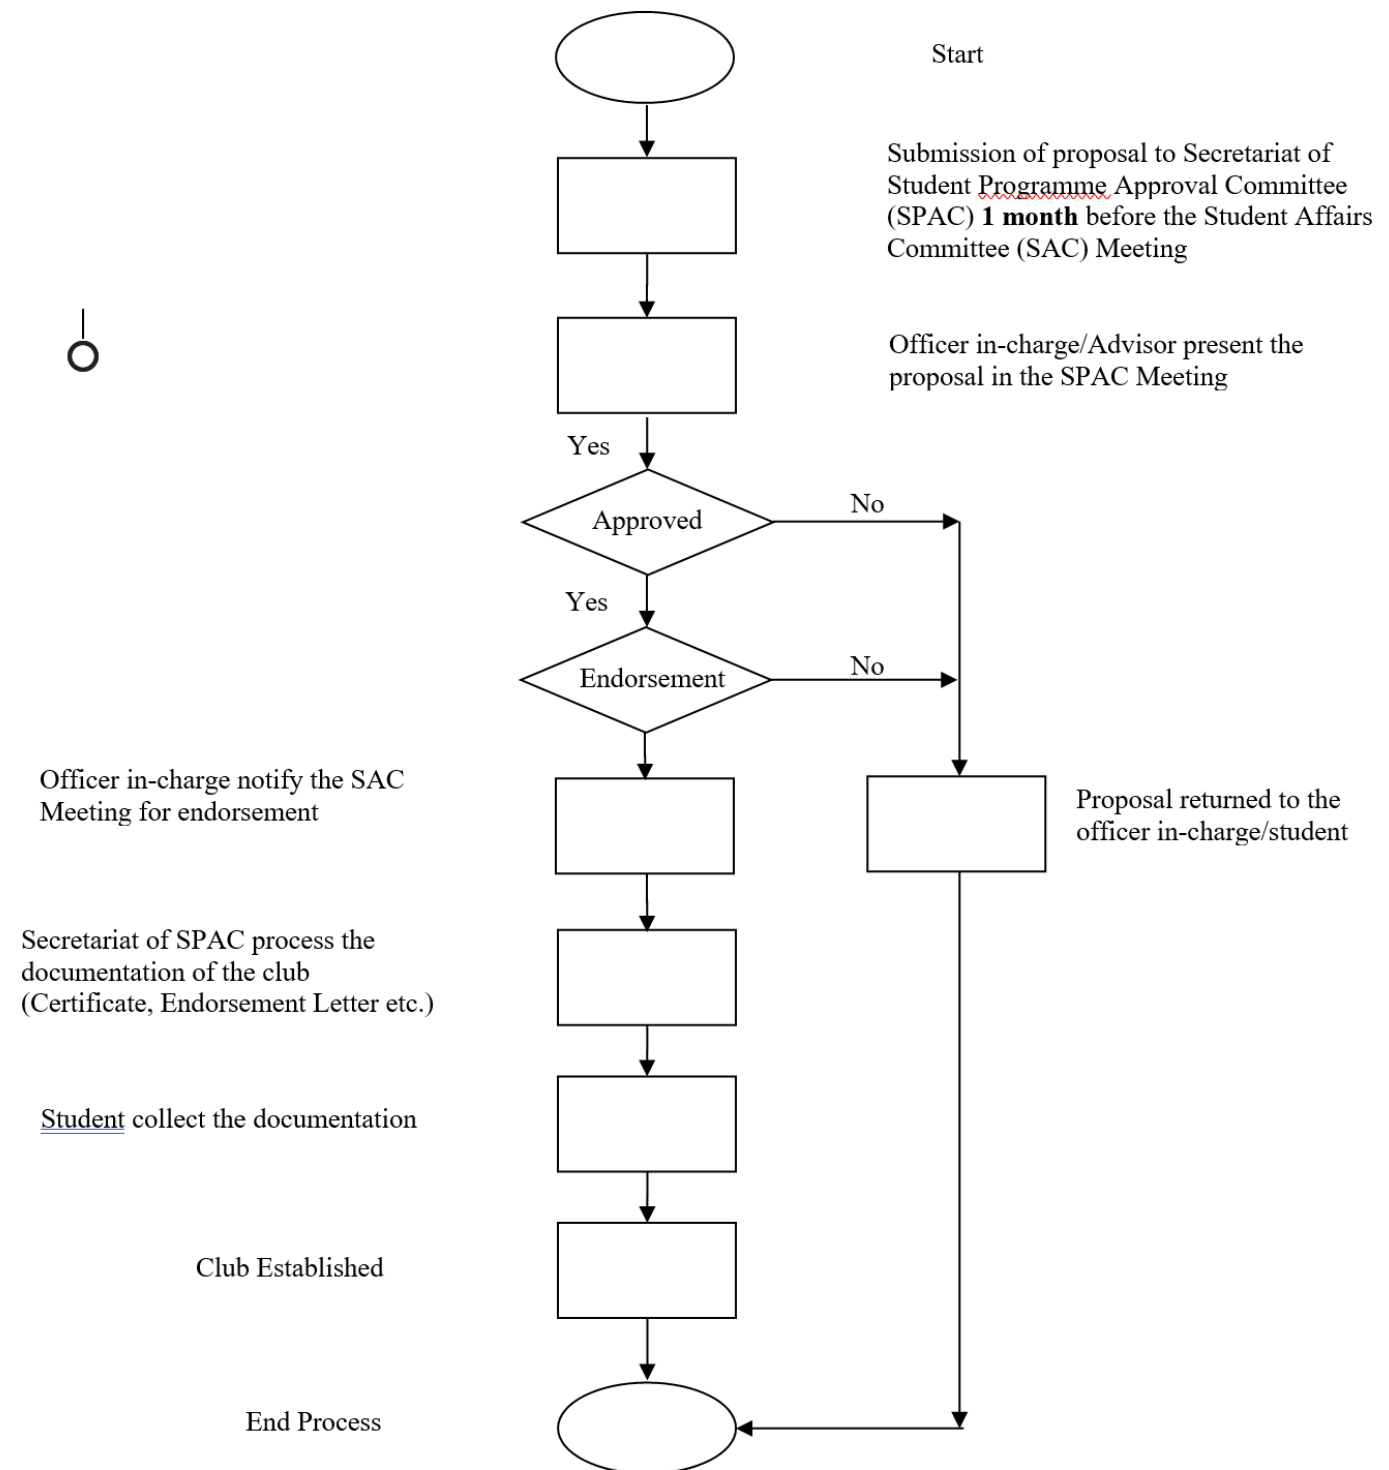 Start
Submission of proposal to Secretariat of
Student Programme Approval Committee
(SPAC) 1 month before the Student Affairs
Committee (SAC) Meeting
Officer in-charge/Advisor present the
proposal in the SPAC Meeting
Yes
Approved
No
Yes
Endorsement
No
Officer in-charge notify the SAC
Meeting for endorsement
Proposal returned to the
officer in-charge/student
Secretariat of SPAC process the
documentation of the club
(Certificate, Endorsement Letter etc.)
Student collect the documentation
Club Established
End Process